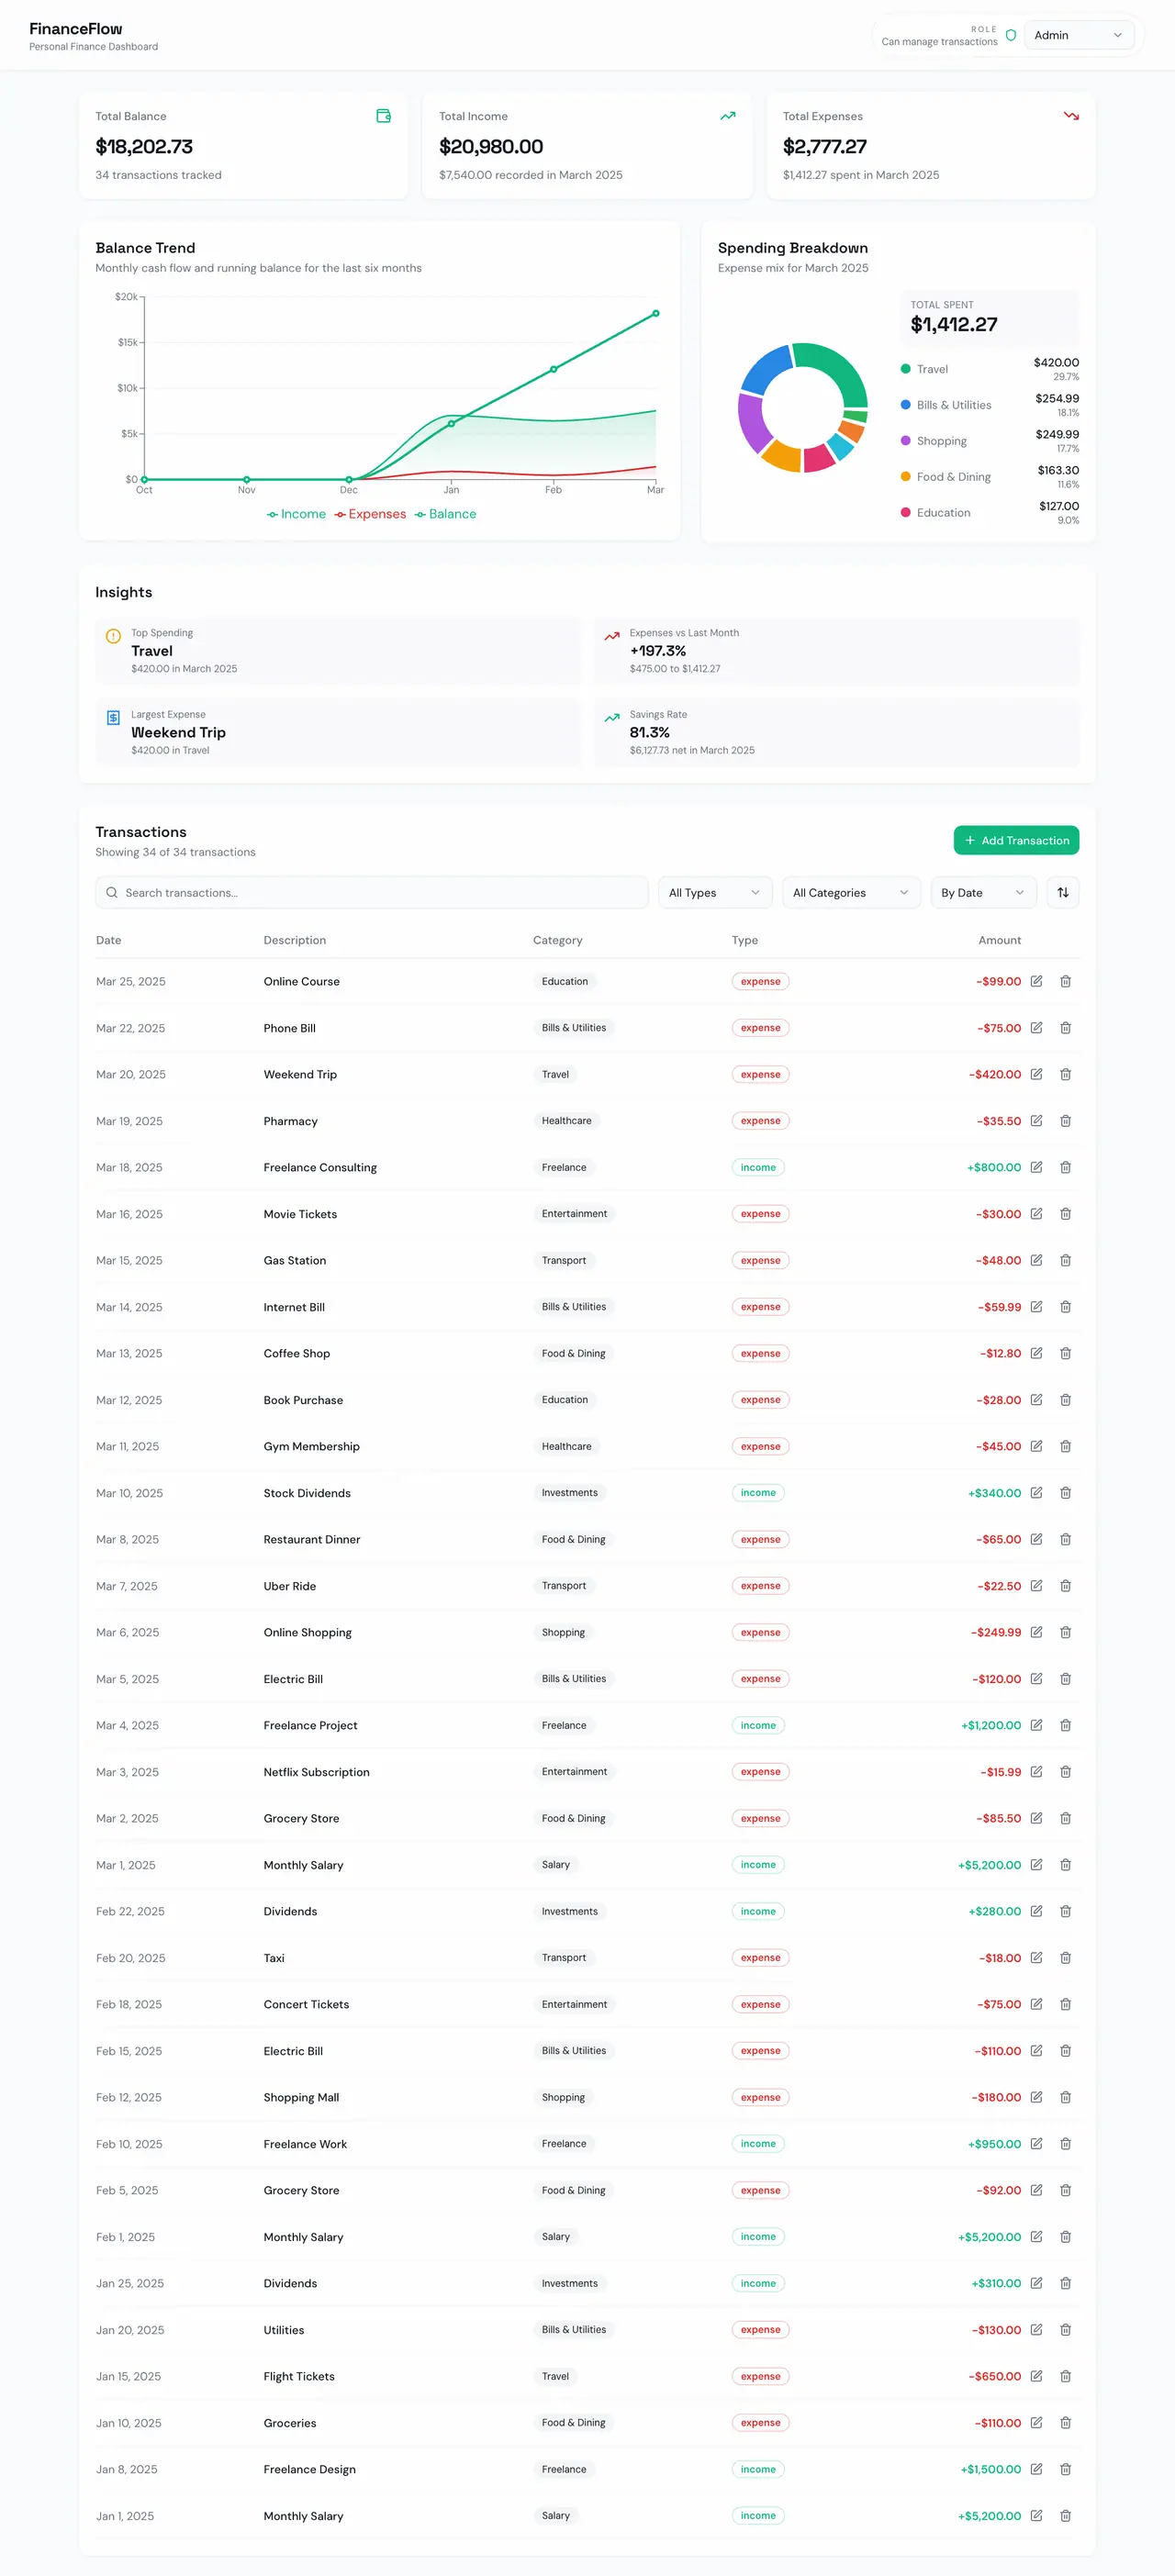 FinanceFlow
Personal Finance Dashboard
ROLE
Can manage transactions
Admin
Total Balance
$18,202.73
34 transactions tracked
Total Income
$20,980.00
$7,540.00 recorded in March 2025
Total Expenses
$2,777.27
$1,412.27 spent in March 2025
Balance Trend
Monthly cash flow and running balance for the last six months
$20k
$15k
$10k
$5k
$0
Oct Nov Dec Jan Feb Mar
Income Expenses Balance
Spending Breakdown
Expense mix for March 2025
TOTAL SPENT
$1,412.27
Travel $420.00
29.7%
Bills & Utilities $254.99
18.1%
Shopping $249.99
17.7%
Food & Dining $163.30
11.6%
Education $127.00
9.0%
Insights
Top Spending
Travel
$420.00 in March 2025
Expenses vs Last Month
+197.3%
$475.00 to $1,412.27
Largest Expense
Weekend Trip
$420.00 in Travel
Savings Rate
81.3%
$6,127.73 net in March 2025
Transactions
Showing 34 of 34 transactions
+ Add Transaction
Search transactions...
All Types
All Categories
By Date
Date Description Category Type Amount
Mar 25, 2025 Online Course Education expense -$99.00
Mar 22, 2025 Phone Bill Bills & Utilities expense -$75.00
Mar 20, 2025 Weekend Trip Travel expense -$420.00
Mar 19, 2025 Pharmacy Healthcare expense -$35.50
Mar 18, 2025 Freelance Consulting Freelance income +$800.00
Mar 16, 2025 Movie Tickets Entertainment expense -$30.00
Mar 15, 2025 Gas Station Transport expense -$48.00
Mar 14, 2025 Internet Bill Bills & Utilities expense -$59.99
Mar 13, 2025 Coffee Shop Food & Dining expense -$12.80
Mar 12, 2025 Book Purchase Education expense -$28.00
Mar 11, 2025 Gym Membership Healthcare expense -$45.00
Mar 10, 2025 Stock Dividends Investments income +$340.00
Mar 8, 2025 Restaurant Dinner Food & Dining expense -$65.00
Mar 7, 2025 Uber Ride Transport expense -$22.50
Mar 6, 2025 Online Shopping Shopping expense -$249.99
Mar 5, 2025 Electric Bill Bills & Utilities expense -$120.00
Mar 4, 2025 Freelance Project Freelance income +$1,200.00
Mar 3, 2025 Netflix Subscription Entertainment expense -$15.99
Mar 2, 2025 Grocery Store Food & Dining expense -$85.50
Mar 1, 2025 Monthly Salary Salary income +$5,200.00
Feb 22, 2025 Dividends Investments income +$280.00
Feb 20, 2025 Taxi Transport expense -$18.00
Feb 18, 2025 Concert Tickets Entertainment expense -$75.00
Feb 15, 2025 Electric Bill Bills & Utilities expense -$110.00
Feb 12, 2025 Shopping Mall Shopping expense -$180.00
Feb 10, 2025 Freelance Work Freelance income +$950.00
Feb 5, 2025 Grocery Store Food & Dining expense -$92.00
Feb 1, 2025 Monthly Salary Salary income +$5,200.00
Jan 25, 2025 Dividends Investments income +$310.00
Jan 20, 2025 Utilities Bills & Utilities expense -$130.00
Jan 15, 2025 Flight Tickets Travel expense -$650.00
Jan 10, 2025 Groceries Food & Dining expense -$110.00
Jan 8, 2025 Freelance Design Freelance income +$1,500.00
Jan 1, 2025 Monthly Salary Salary income +$5,200.00